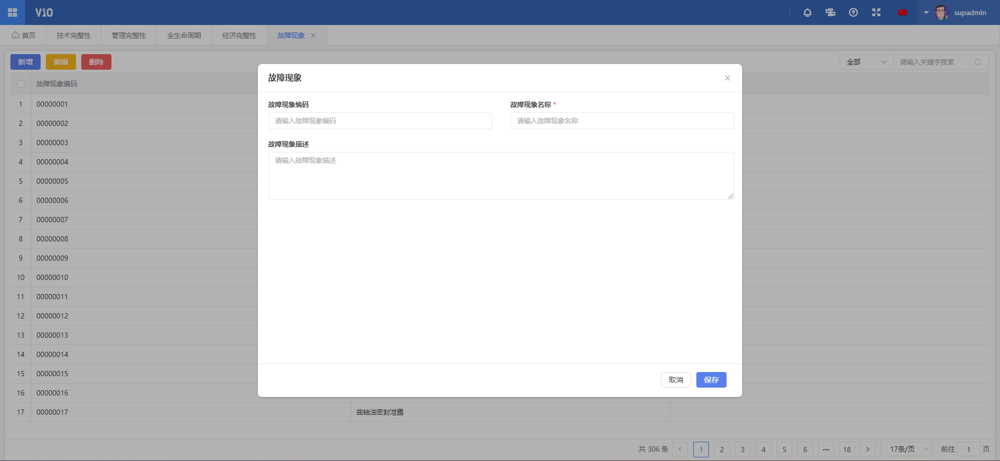 V10
supadmin
首页 技术完整性 管理完整性 全生命周期 经济完整性 故障现象
新增 编辑 删除 全部 请输入关键字搜索
故障现象编码
1 00000001
2 00000002
3 00000003
4 00000004
5 00000005
6 00000006
7 00000007
8 00000008
9 00000009
10 00000010
11 00000011
12 00000012
13 00000013
14 00000014
15 00000015
16 00000016
17 00000017 曲轴油密封泄露
故障现象
故障现象编码 故障现象名称 *
请输入故障现象编码 请输入故障现象名称
故障现象描述
请输入故障现象描述
取消 保存
共 306 条 1 2 3 4 5 6 ••• 18 17条/页 前往 1 页